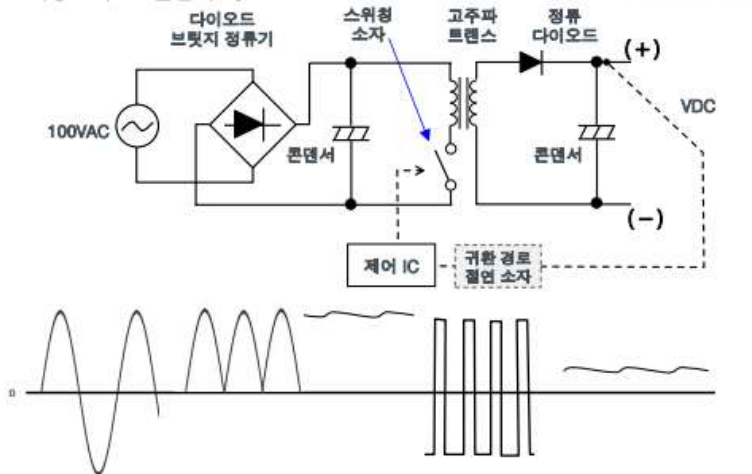 다이오드
브릿지 정류기
스위칭
소자
고주파
트랜스
정류
다이오드
(+)
100VAC
콘덴서
콘덴서
VDC
(-)
제어 IC
귀환 경로
절연 소자
0